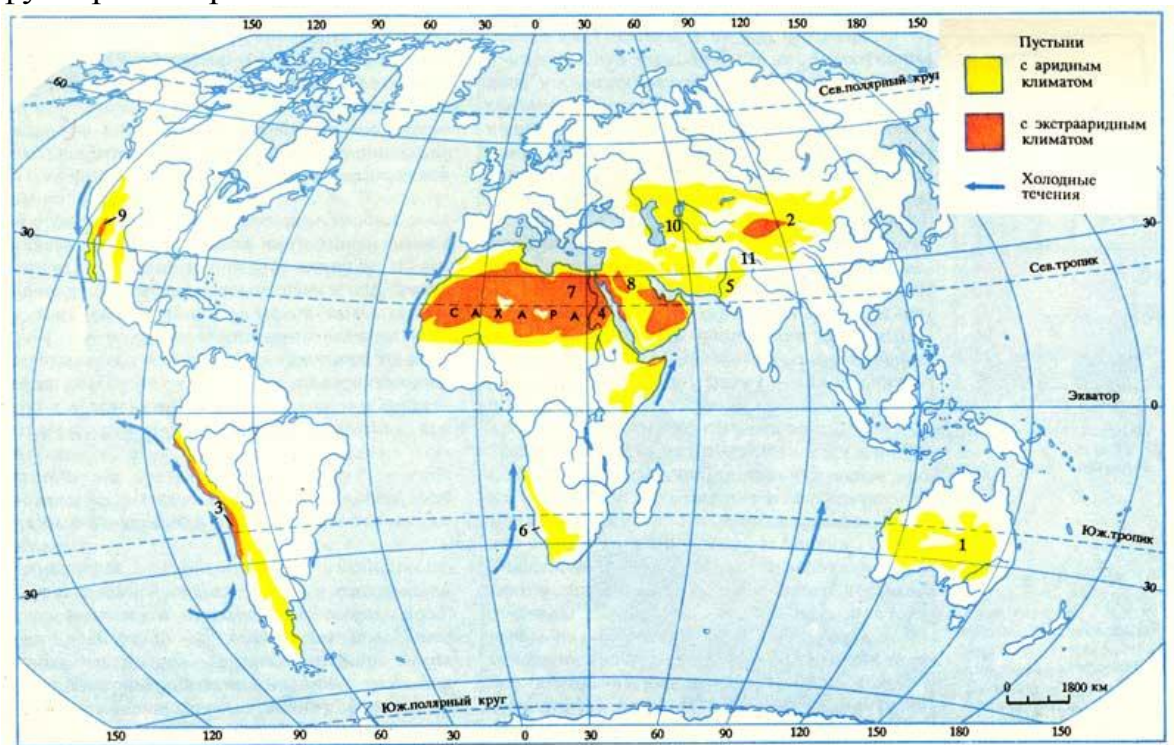 150 120 90 60 30 0 30 60 90 120 150 180 150
Пустыни
с аридным
климатом
с экстрааридным
климатом
Холодные
течения
60
Сев.полярный круг
9
30
10
2
30
11
Сев.тропик
7
8
5
САХАРА
4
Экватор
0
3
6
1
Юж.тропик
30
30
0 1800 км
Юж.полярный круг
150 120 90 60 30 0 30 60 90 120 150